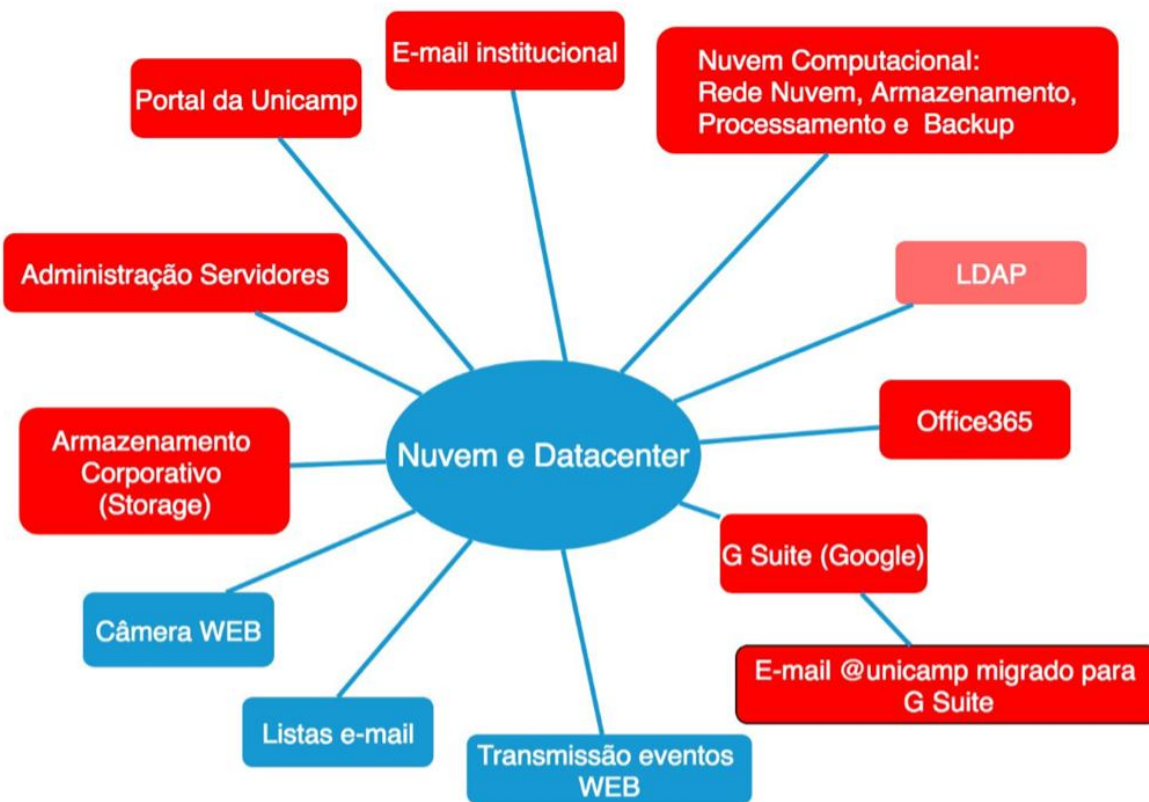 E-mail institucional
Nuvem Computacional:
Rede Nuvem, Armazenamento,
Processamento e Backup
Portal da Unicamp
Administração Servidores
LDAP
Office365
Armazenamento
Corporativo
(Storage)
Nuvem e Datacenter
G Suite (Google)
Câmera WEB
E-mail @unicamp migrado para
G Suite
Listas e-mail
Transmissão eventos
WEB